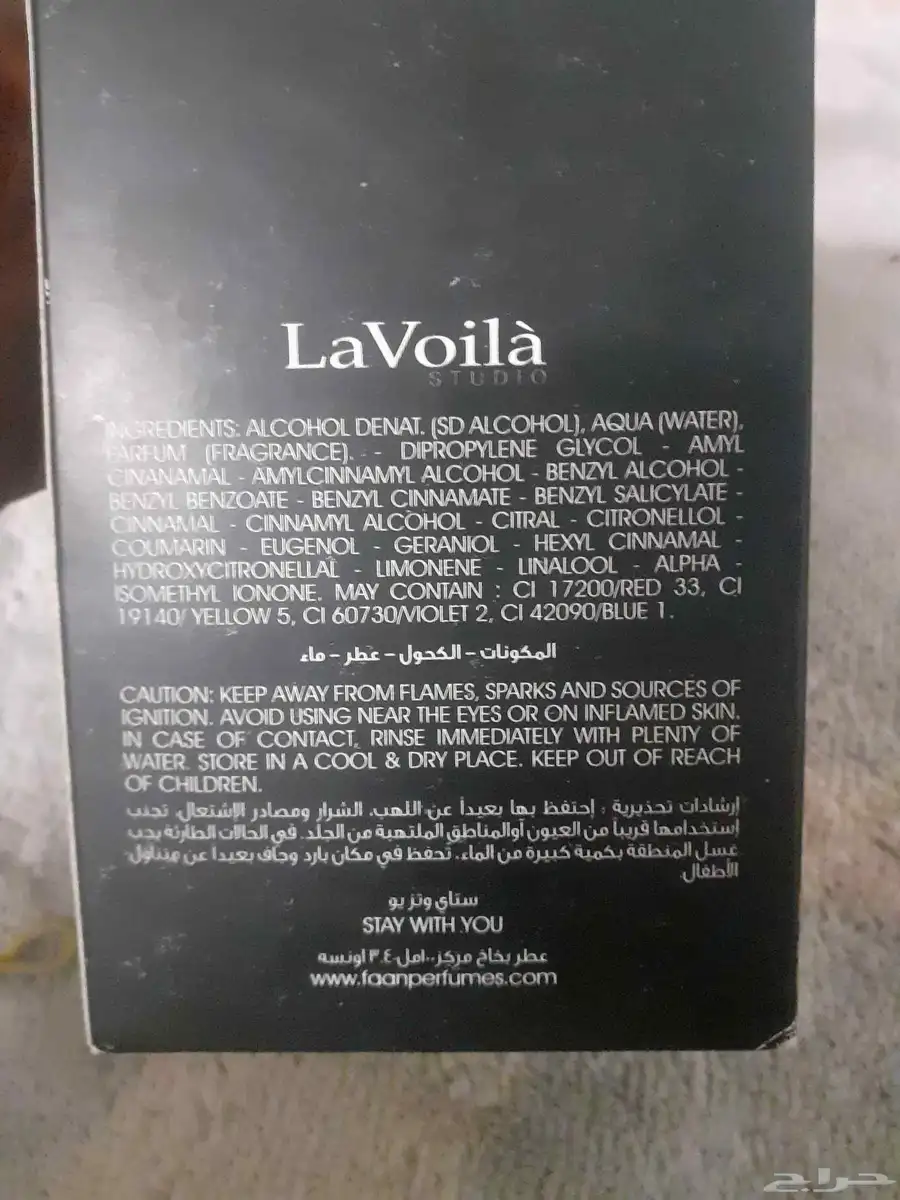 LaVoilà
STUDIO
INGREDIENTS: ALCOHOL DENAT. (SD ALCOHOL), AQUA (WATER),
PARFUM (FRAGRANCE). - DIPROPYLENE GLYCOL - AMYL
CINANAMAL - AMYLCINNAMYL ALCOHOL - BENZYL ALCOHOL -
BENZYL BENZOATE - BENZYL CINNAMATE - BENZYL SALICYLATE -
CINNAMAL - CINNAMYL ALCOHOL - CITRAL - CITRONELLOL -
COUMARIN - EUGENOL - GERANIOL - HEXYL CINNAMAL -
HYDROXYCITRONELLAL - LIMONENE - LINALOOL - ALPHA -
ISOMETHYL IONONE. MAY CONTAIN : CI 17200/RED 33, CI
19140/ YELLOW 5, CI 60730/VIOLET 2, CI 42090/BLUE 1.
المكونات - الكحول - عطر - ماء
CAUTION: KEEP AWAY FROM FLAMES, SPARKS AND SOURCES OF
IGNITION. AVOID USING NEAR THE EYES OR ON INFLAMED SKIN.
IN CASE OF CONTACT, RINSE IMMEDIATELY WITH PLENTY OF
WATER. STORE IN A COOL & DRY PLACE. KEEP OUT OF REACH
OF CHILDREN.
إرشادات تحذيرية : إحتفظ بها بعيداً عن اللهب، الشرار ومصادر الإشتعال، تجنب
إستخدامها قريباً من العيون أوالمناطق الملتهبة من الجلد. في الحالات الطارئة يجب
غسل المنطقة بكمية كبيرة من الماء. تحفظ في مكان بارد وجاف بعيدا عن متناول
الأطفال.
ستاي وتز يو
STAY WITH YOU
عطر بخاخ مركز١٠٠مل-٣.٤ اونسه
www.faanperfumes.com
حراج